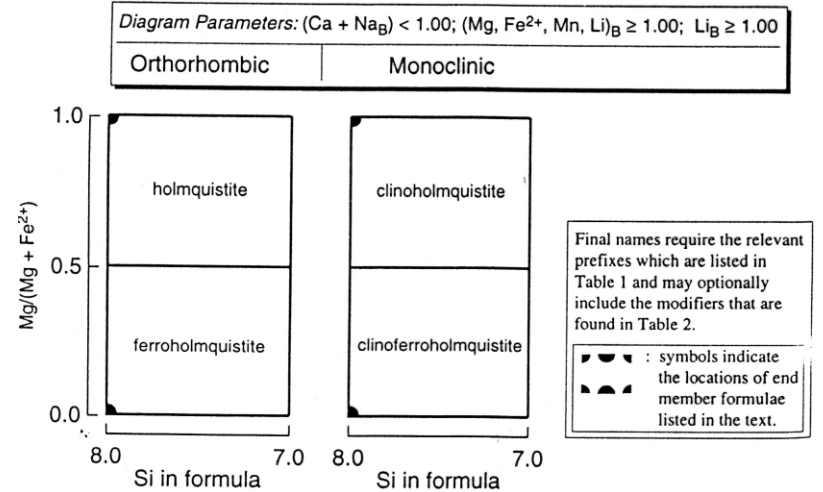 Diagram Parameters: (Ca + NaB) < 1.00; (Mg, Fe2+, Mn, Li)B ≥ 1.00; LiB ≥ 1.00
Orthorhombic Monoclinic
1.0
holmquistite clinoholmquistite
Mg/(Mg + Fe2+)
0.5
ferroholmquistite clinoferroholmquistite
0.0
8.0 7.0 8.0 7.0
Si in formula Si in formula
Final names require the relevant
prefixes which are listed in
Table 1 and may optionally
include the modifiers that are
found in Table 2.
: symbols indicate
the locations of end
member formulae
listed in the text.